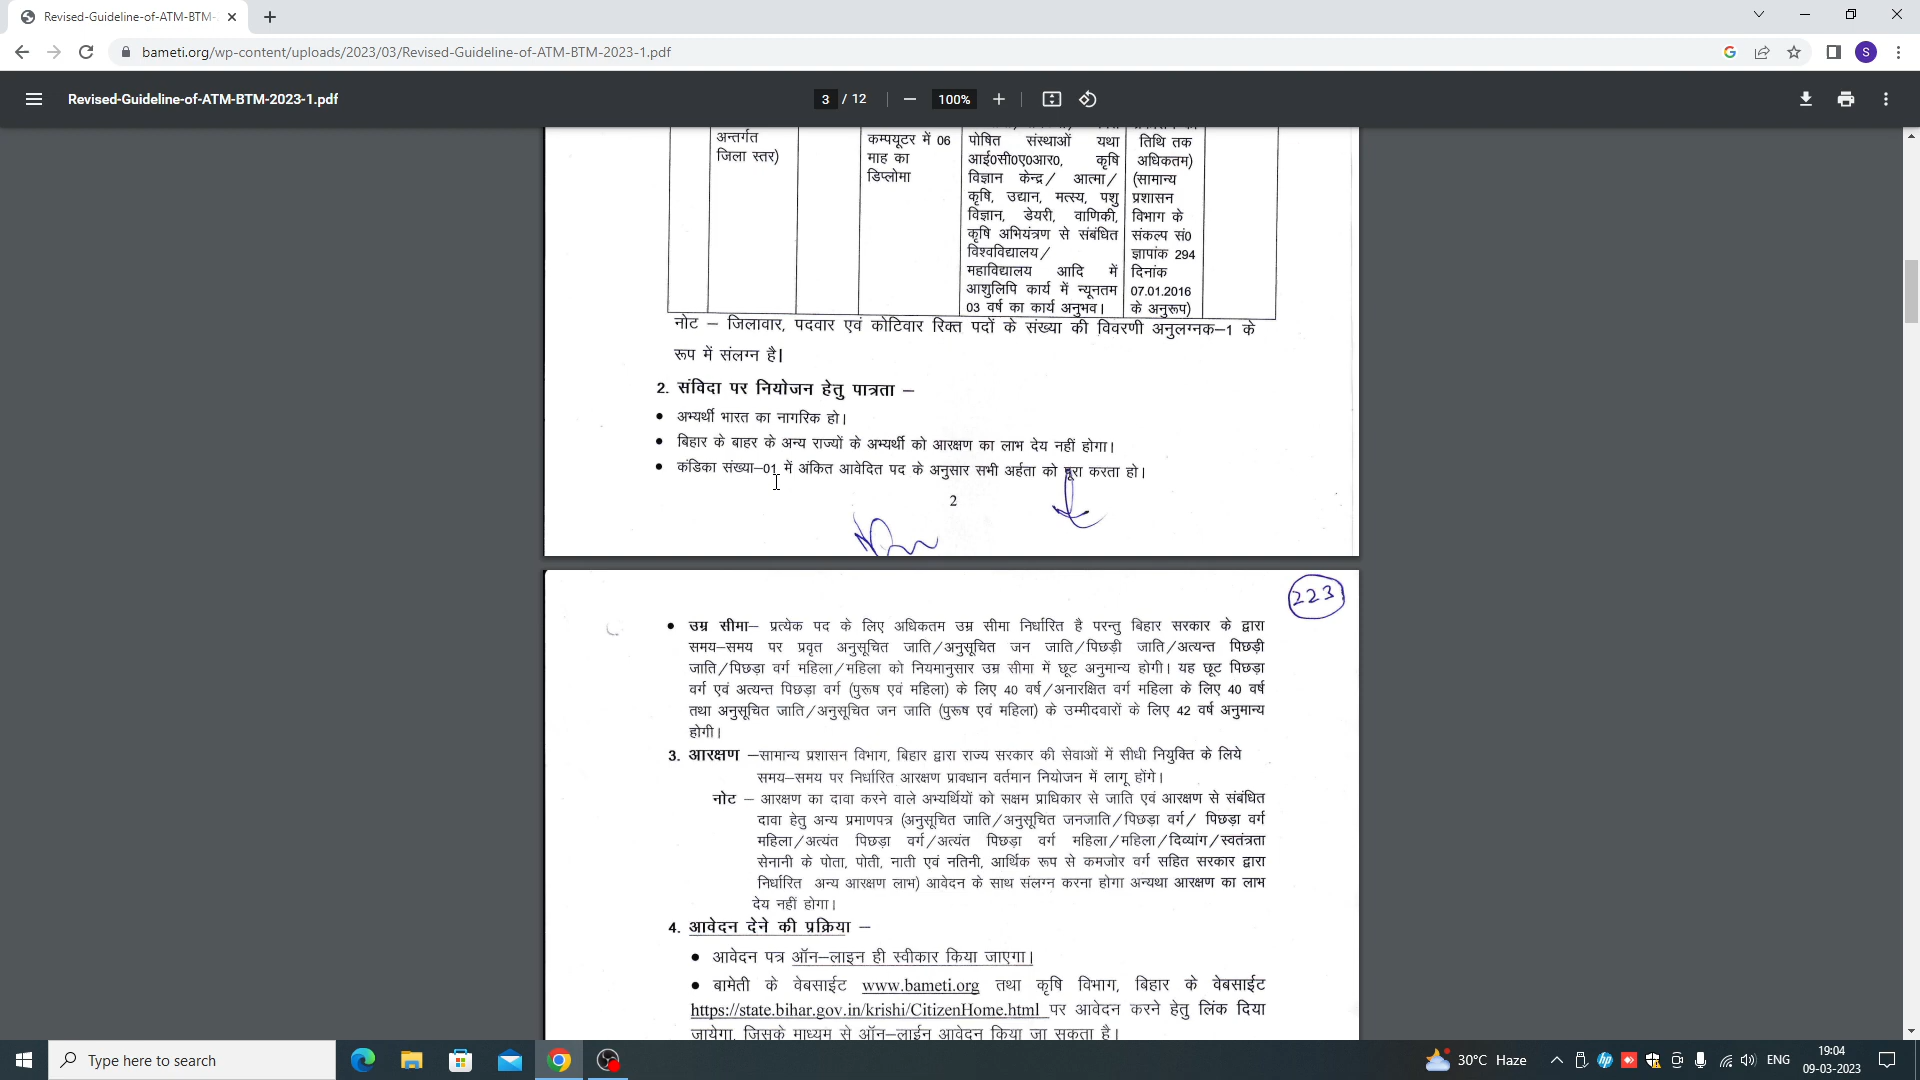 Revised-Guideline-of-ATM-BTM-
bameti.org/wp-content/uploads/2023/03/Revised-Guideline-of-ATM-BTM-2023-1.pdf
S
Revised-Guideline-of-ATM-BTM-2023-1.pdf
3 / 12
100%
अन्तर्गत
जिला स्तर)
कम्प्यूटर में 06
माह का
डिप्लोमा
पोषित संस्थाओं यथा
आई0सी0ए0आर0, कृषि
विज्ञान केन्द्र/ आत्मा/
कृषि, उद्यान, मत्स्य, पशु
विज्ञान, डेयरी, वाणिकी,
कृषि अभियंत्रण से संबंधित
विश्वविद्यालय/
महाविद्यालय आदि में
आशुलिपि कार्य में न्यूनतम
03 वर्ष का कार्य अनुभव।
तिथि तक
अधिकतम)
(सामान्य
प्रशासन
विभाग के
संकल्प सं0
ज्ञापांक 294
दिनांक
07.01.2016
के अनुरूप)
नोट – जिलावार, पदवार एवं कोटिवार रिक्त पदों के संख्या की विवरणी अनुलग्नक-1 के
रूप में संलग्न है।
2. संविदा पर नियोजन हेतु पात्रता –
• अभ्यर्थी भारत का नागरिक हो।
• बिहार के बाहर के अन्य राज्यों के अभ्यर्थी को आरक्षण का लाभ देय नहीं होगा।
• कंडिका संख्या-01 में अंकित आवेदित पद के अनुसार सभी अर्हता को पूरा करता हो।
2
223
• उम्र सीमा– प्रत्येक पद के लिए अधिकतम उम्र सीमा निर्धारित है परन्तु बिहार सरकार के द्वारा
समय-समय पर प्रवृत अनुसूचित जाति/अनुसूचित जन जाति/पिछड़ी जाति/अत्यन्त पिछड़ी
जाति/पिछड़ा वर्ग महिला/महिला को नियमानुसार उम्र सीमा में छूट अनुमान्य होगी। यह छूट पिछड़ा
वर्ग एवं अत्यन्त पिछड़ा वर्ग (पुरूष एवं महिला) के लिए 40 वर्ष/अनारक्षित वर्ग महिला के लिए 40 वर्ष
तथा अनुसूचित जाति/अनुसूचित जन जाति (पुरूष एवं महिला) के उम्मीदवारों के लिए 42 वर्ष अनुमान्य
होगी।
3. आरक्षण –सामान्य प्रशासन विभाग, बिहार द्वारा राज्य सरकार की सेवाओं में सीधी नियुक्ति के लिये
समय-समय पर निर्धारित आरक्षण प्रावधान वर्तमान नियोजन में लागू होंगे।
नोट – आरक्षण का दावा करने वाले अभ्यर्थियों को सक्षम प्राधिकार से जाति एवं आरक्षण से संबंधित
दावा हेतु अन्य प्रमाणपत्र (अनुसूचित जाति/अनुसूचित जनजाति/पिछड़ा वर्ग/ पिछड़ा वर्ग
महिला/अत्यंत पिछड़ा वर्ग/अत्यंत पिछड़ा वर्ग महिला/महिला/दिव्यांग/स्वतंत्रता
सेनानी के पोता, पोती, नाती एवं नतिनी, आर्थिक रूप से कमजोर वर्ग सहित सरकार द्वारा
निर्धारित अन्य आरक्षण लाभ) आवेदन के साथ संलग्न करना होगा अन्यथा आरक्षण का लाभ
देय नहीं होगा।
4. आवेदन देने की प्रक्रिया –
• आवेदन पत्र ऑन-लाइन ही स्वीकार किया जाएगा।
• बामेती के वेबसाईट www.bameti.org तथा कृषि विभाग, बिहार के वेबसाईट
https://state.bihar.gov.in/krishi/CitizenHome.html पर आवेदन करने हेतु लिंक दिया
जायेगा, जिसके माध्यम से ऑन-लाईन आवेदन किया जा सकता है।
Type here to search
30°C Haze
ENG
19:04
09-03-2023